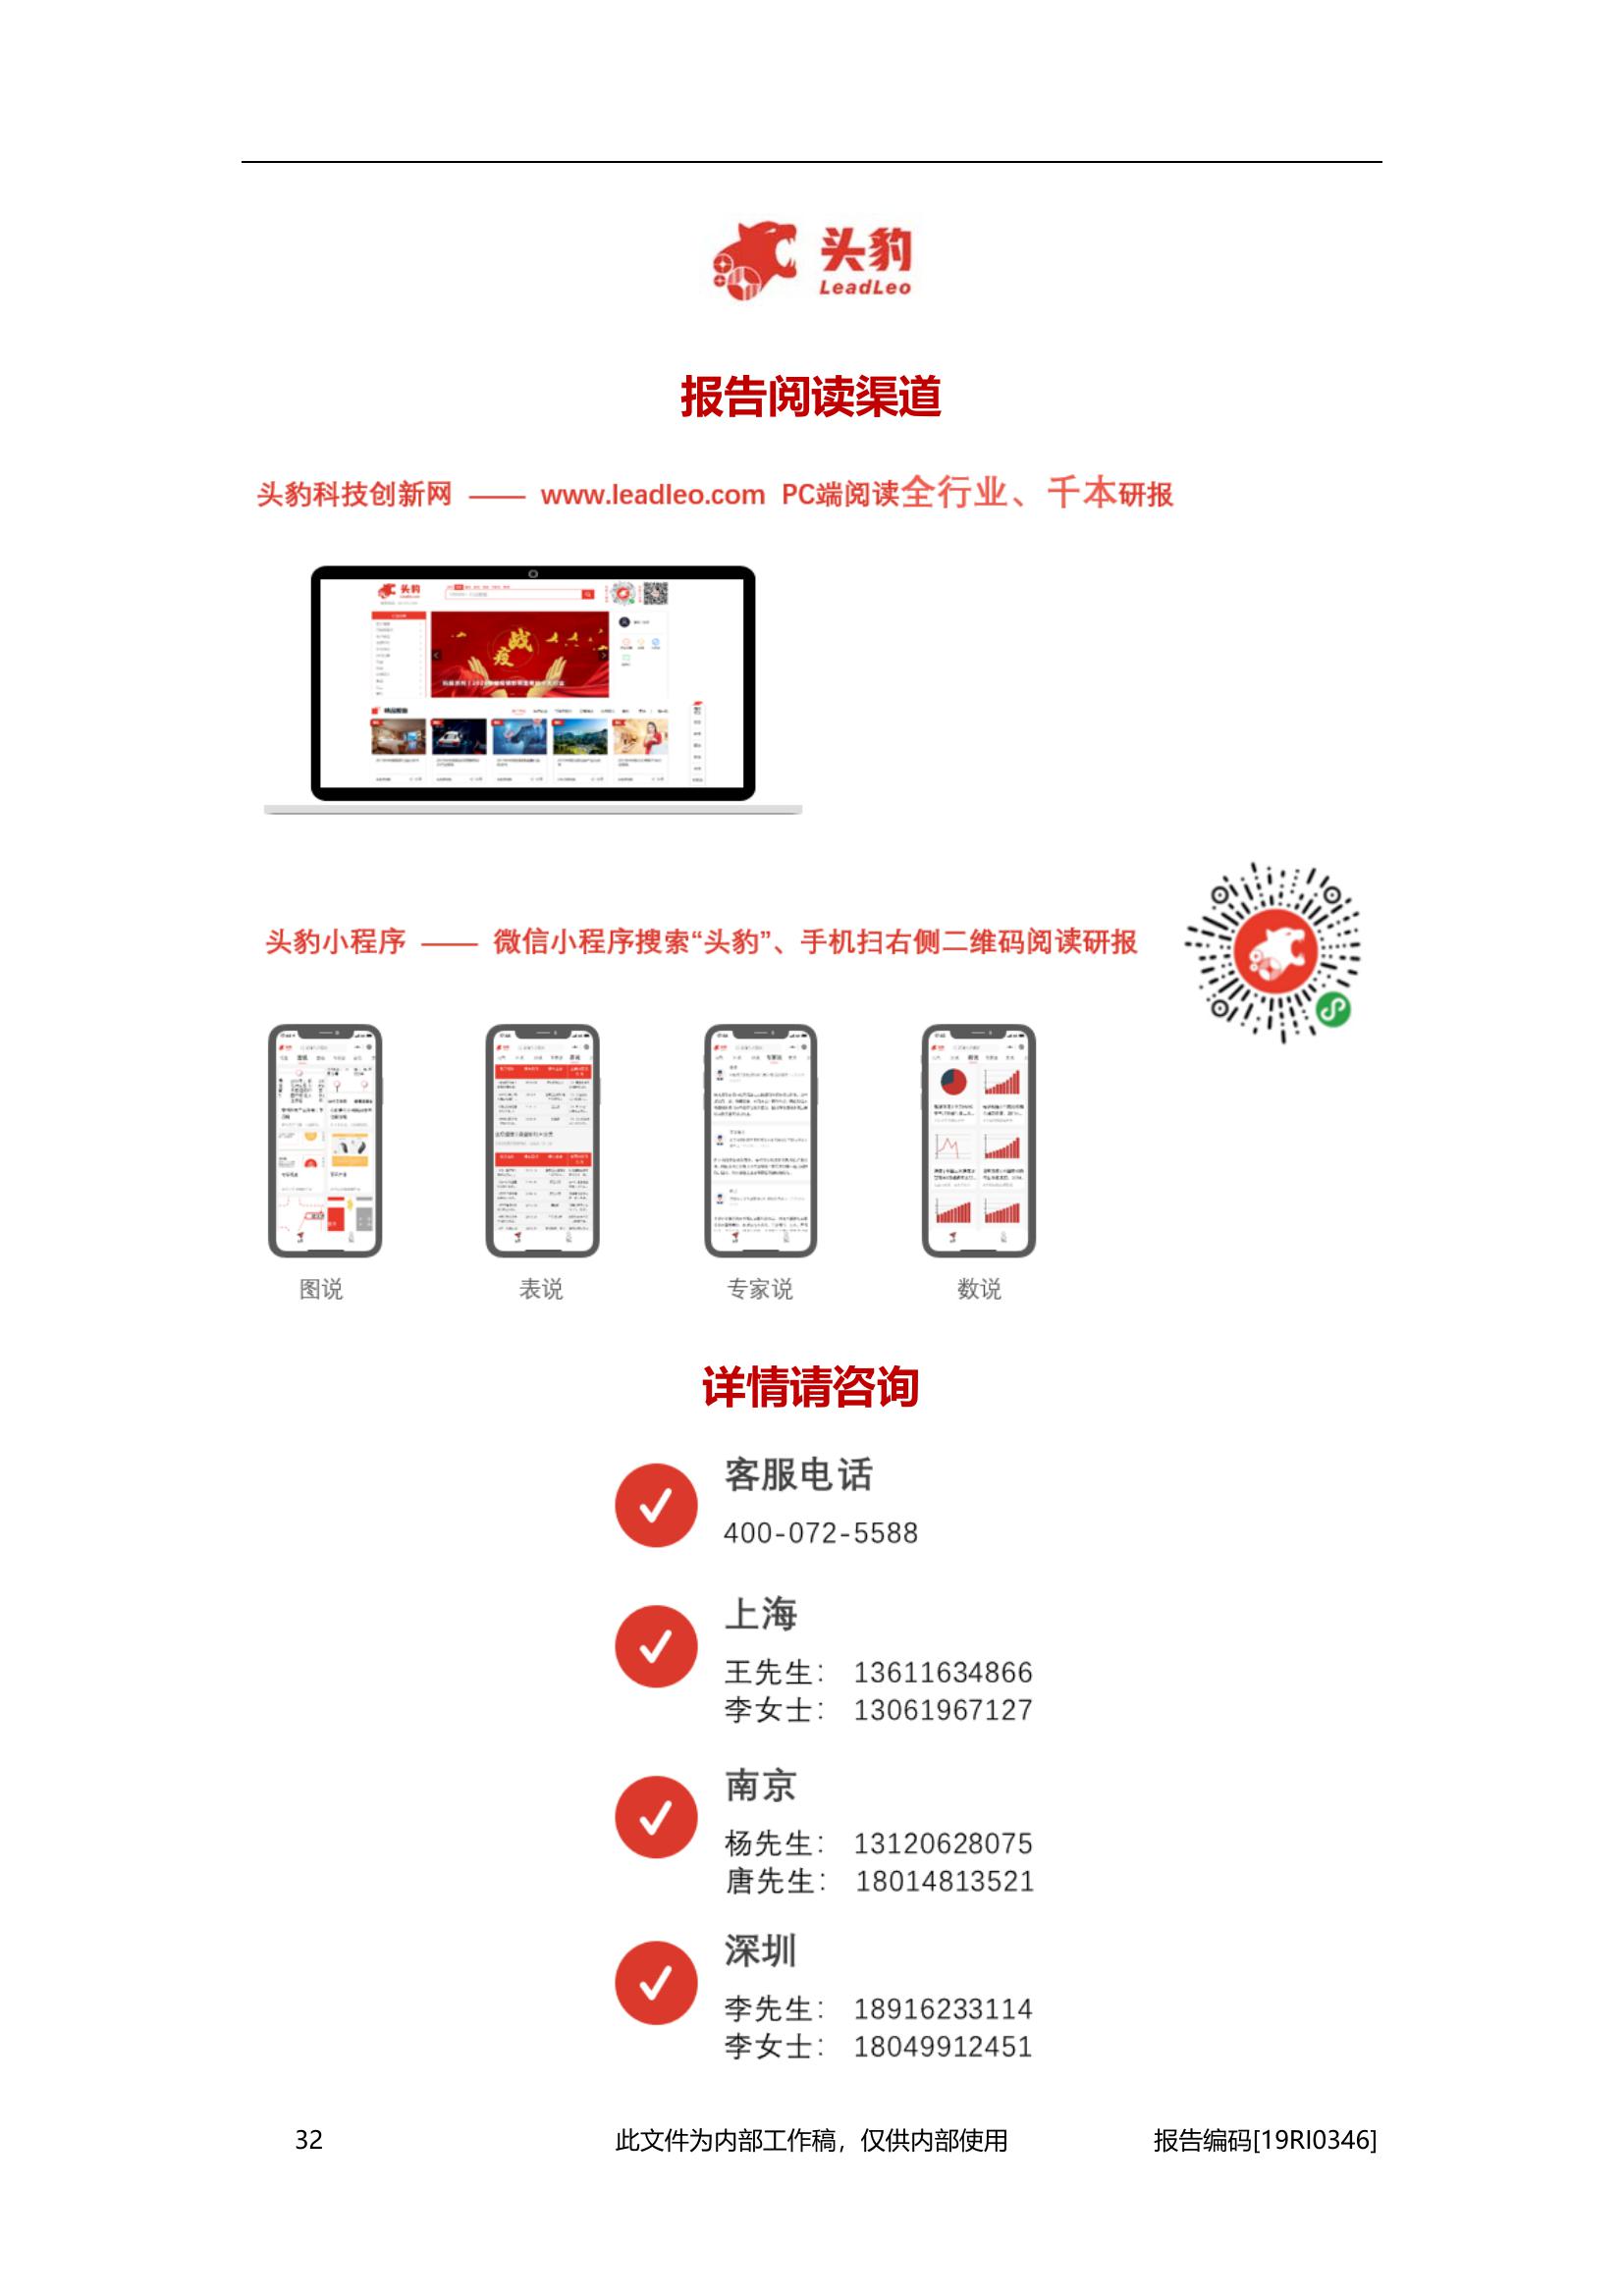 头豹
LeadLeo
报告阅读渠道
头豹科技创新网 —— www.leadleo.com PC端阅读全行业、千本研报
头豹
战疫
头豹小程序 —— 微信小程序搜索“头豹”、手机扫右侧二维码阅读研报
图说 表说 专家说 数说
详情请咨询
客服电话
400-072-5588
上海
王先生： 13611634866
李女士： 13061967127
南京
杨先生： 13120628075
唐先生： 18014813521
深圳
李先生： 18916233114
李女士： 18049912451
32 此文件为内部工作稿，仅供内部使用 报告编码[19RI0346]